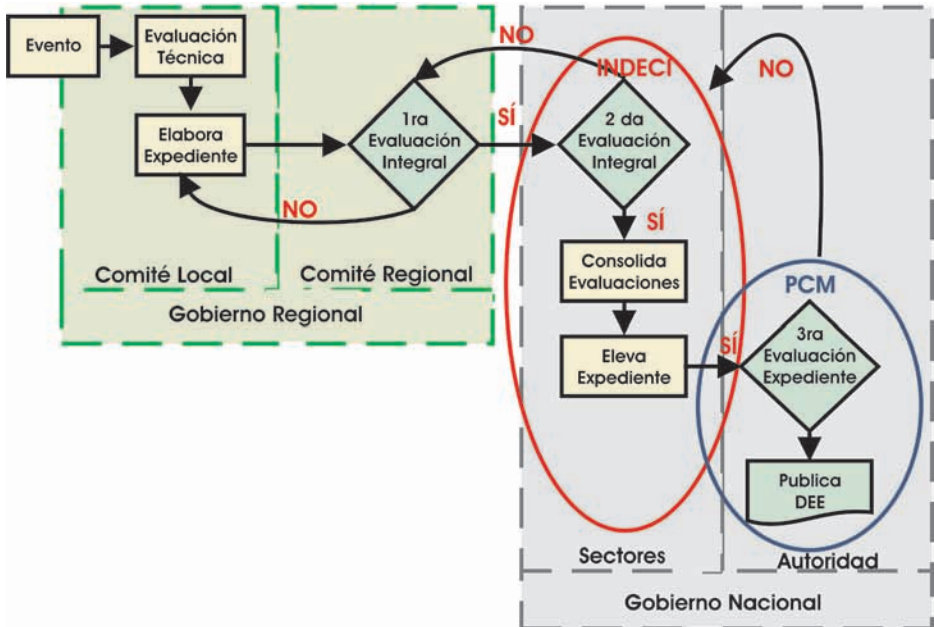 Evento
Evaluación
Técnica
Elabora
Expediente
NO
1ra
Evaluación
Integral
SÍ
NO
Comité Local
Comité Regional
Gobierno Regional
INDECI
2 da
Evaluación
Integral
SÍ
Consolida
Evaluaciones
Eleva
Expediente
SÍ
NO
PCM
3ra
Evaluación
Expediente
Publica
DEE
Sectores
Autoridad
Gobierno Nacional